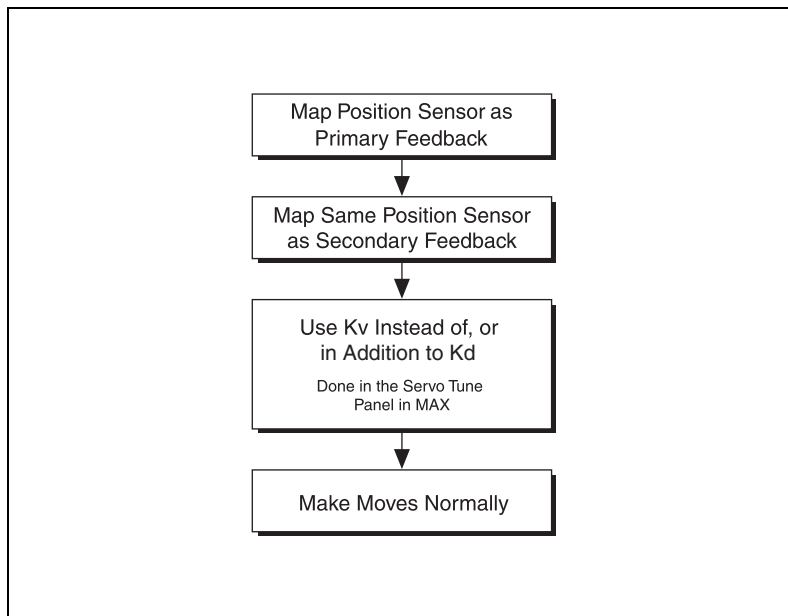 Map Position Sensor as
Primary Feedback
Map Same Position Sensor
as Secondary Feedback
Use Kv Instead of, or
in Addition to Kd
Done in the Servo Tune
Panel in MAX
Make Moves Normally